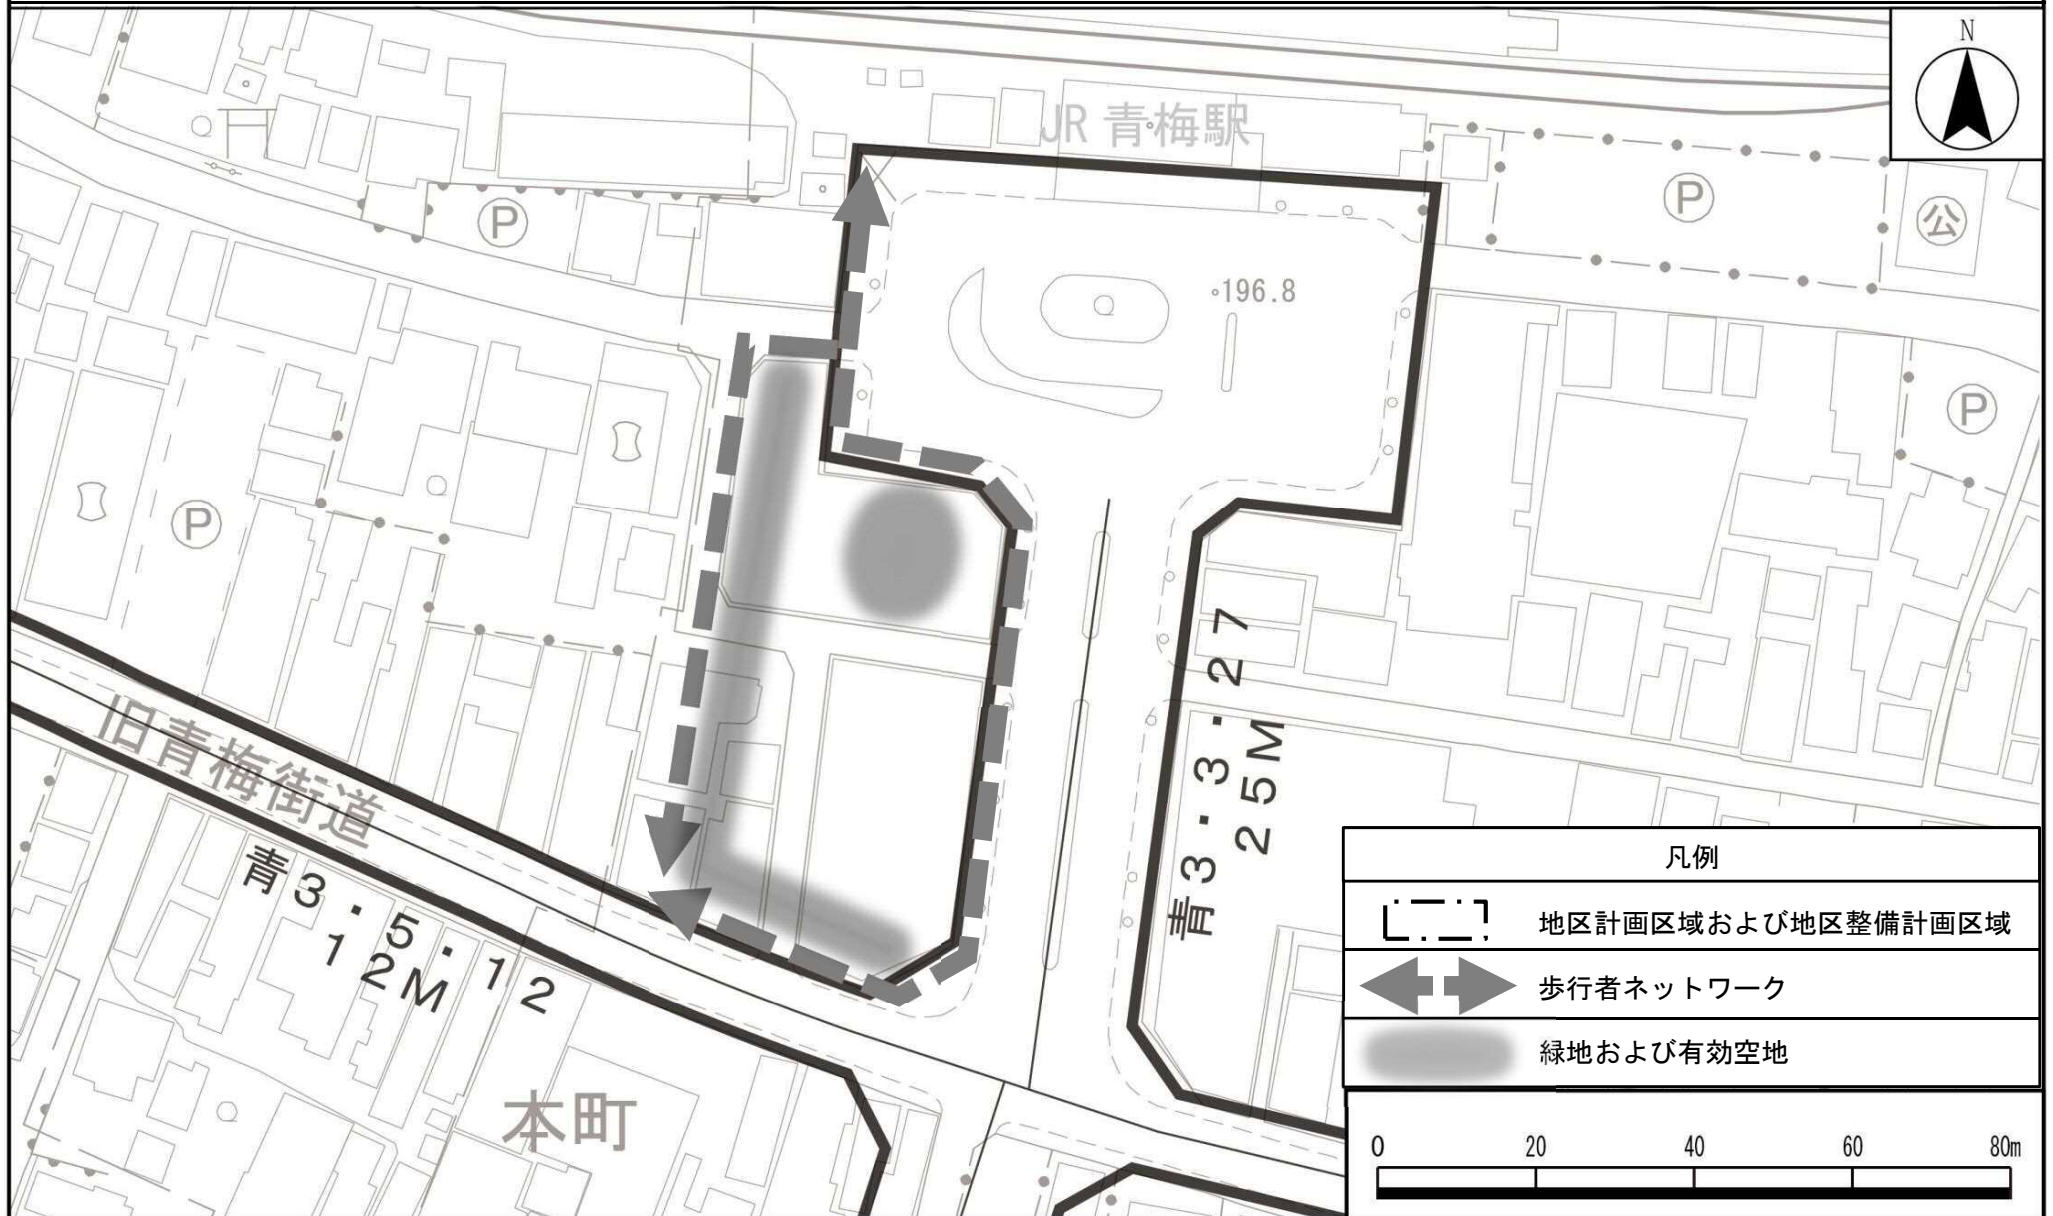 N
JR 青梅駅
P
P
公
196.8
P
P
旧青梅街道
青3・5・12
12M
青3・3・27
25M
本町
凡例
地区計画区域および地区整備計画区域
歩行者ネットワーク
緑地および有効空地
0 20 40 60 80m